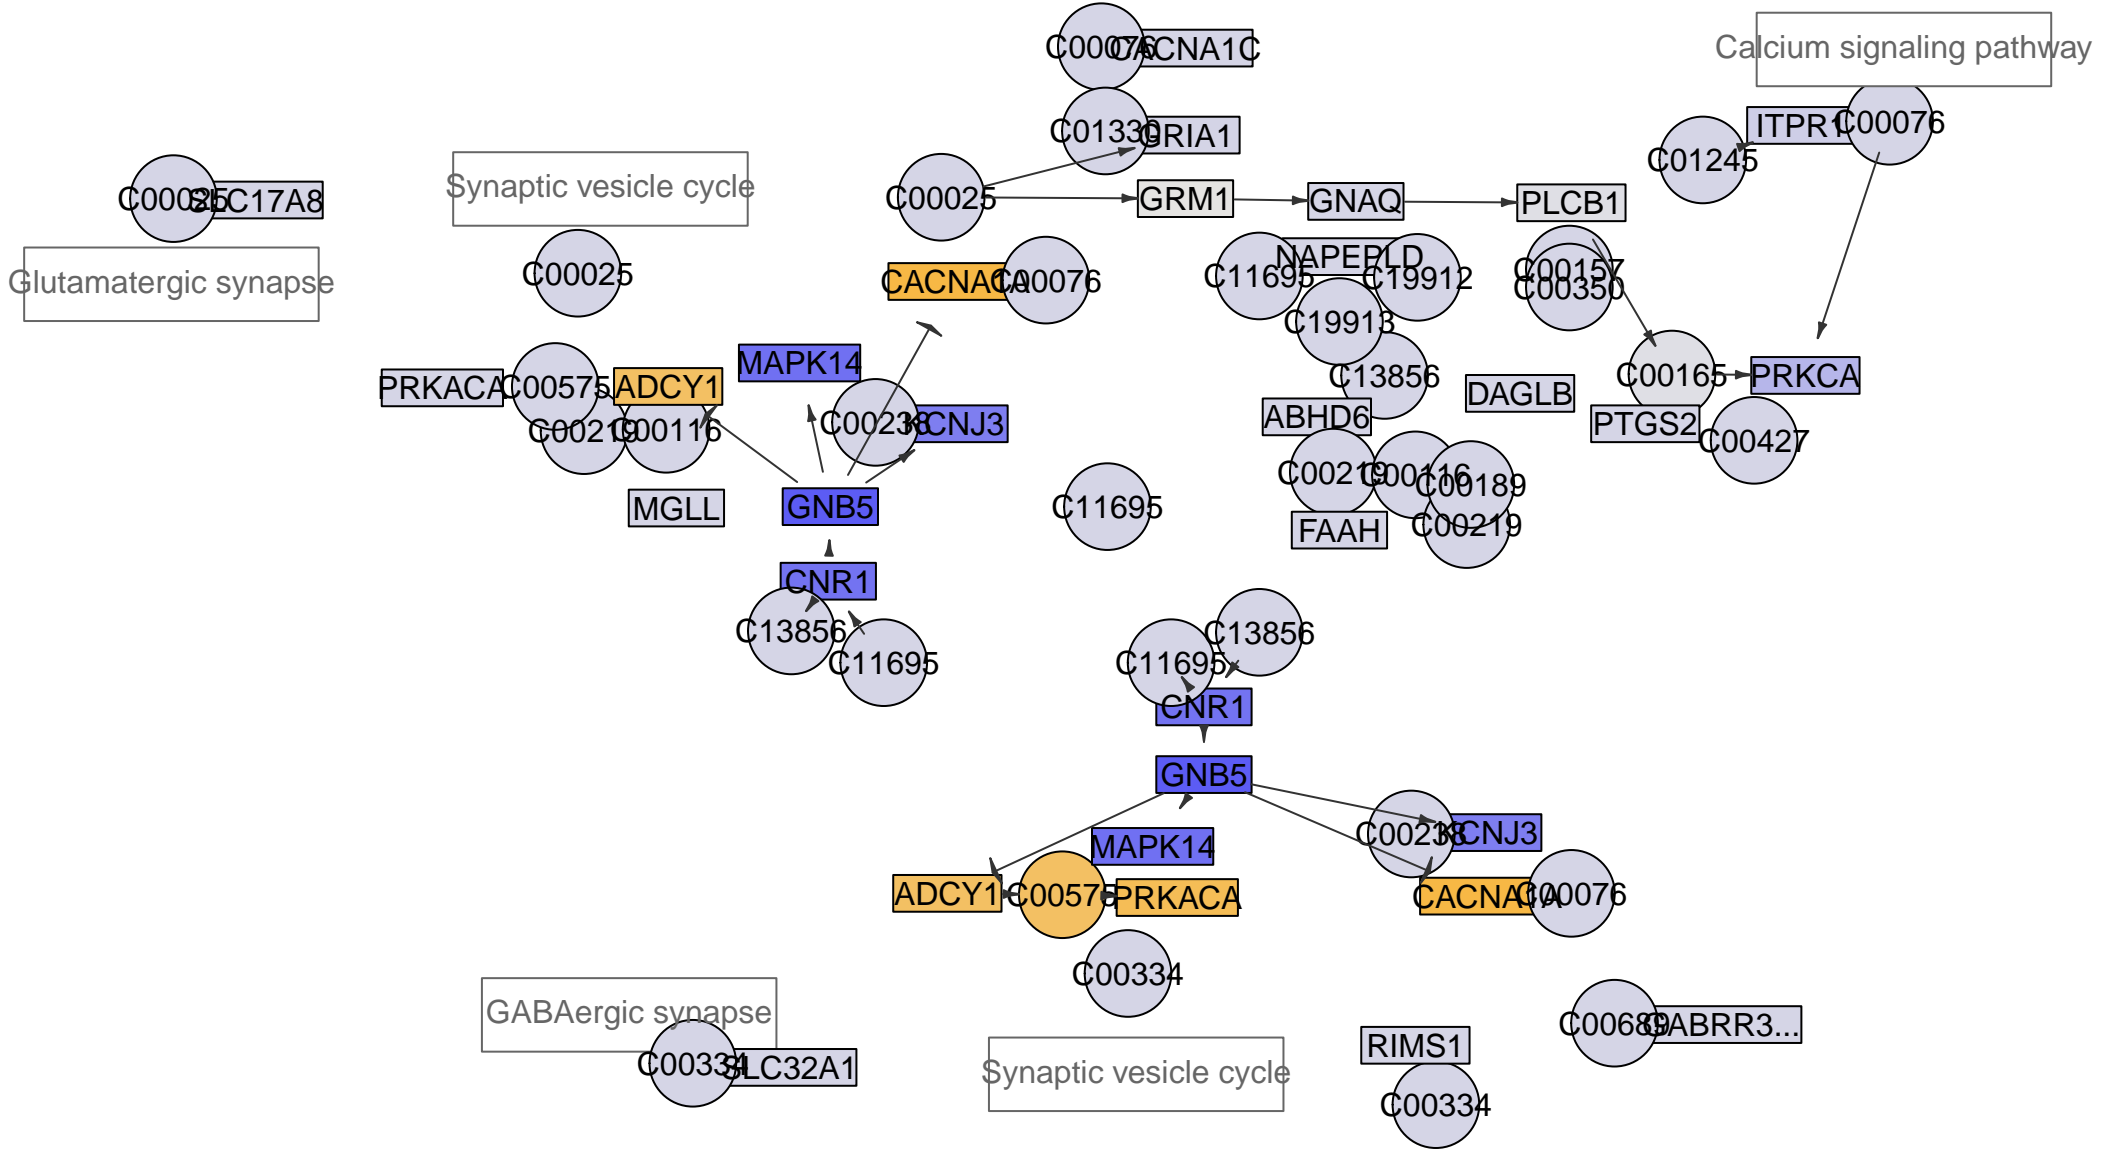 C00076
CACNA1C
Calcium signaling pathway
C01330
GRIA1
ITPR1
C00076
C01245
C00025
SLC17A8
Synaptic vesicle cycle
C00025
GRM1
GNAQ
PLCB1
Glutamatergic synapse
C00025
CACNA1A
C00076
C11695
NAPEPLD
C19912
C00157
C00350
C19913
MAPK14
PRKACA
C00575
ADCY1
C13856
DAGLB
C00165
PRKCA
C00219
C00116
C00238
KCNJ3
ABHD6
PTGS2
C00427
MGLL
GNB5
C11695
C00219
C00116
C00189
FAAH
C00219
CNR1
C13856
C11695
C11695
C13856
CNR1
GNB5
MAPK14
C00238
KCNJ3
ADCY1
C00575
PRKACA
CACNA1A
C00076
C00334
GABAergic synapse
C00334
SLC32A1
Synaptic vesicle cycle
RIMS1
C00334
C00689
GABRR3...